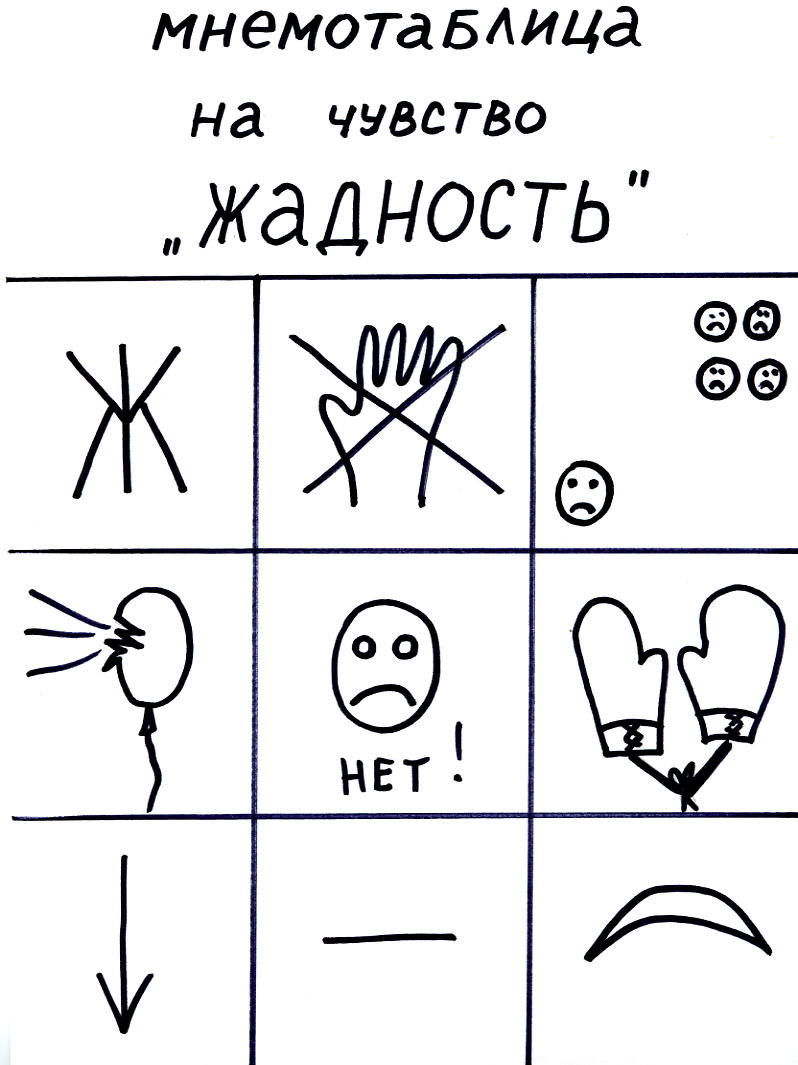 мнемотаблица
на чувство
„Жадность"
Ж
НЕТ!